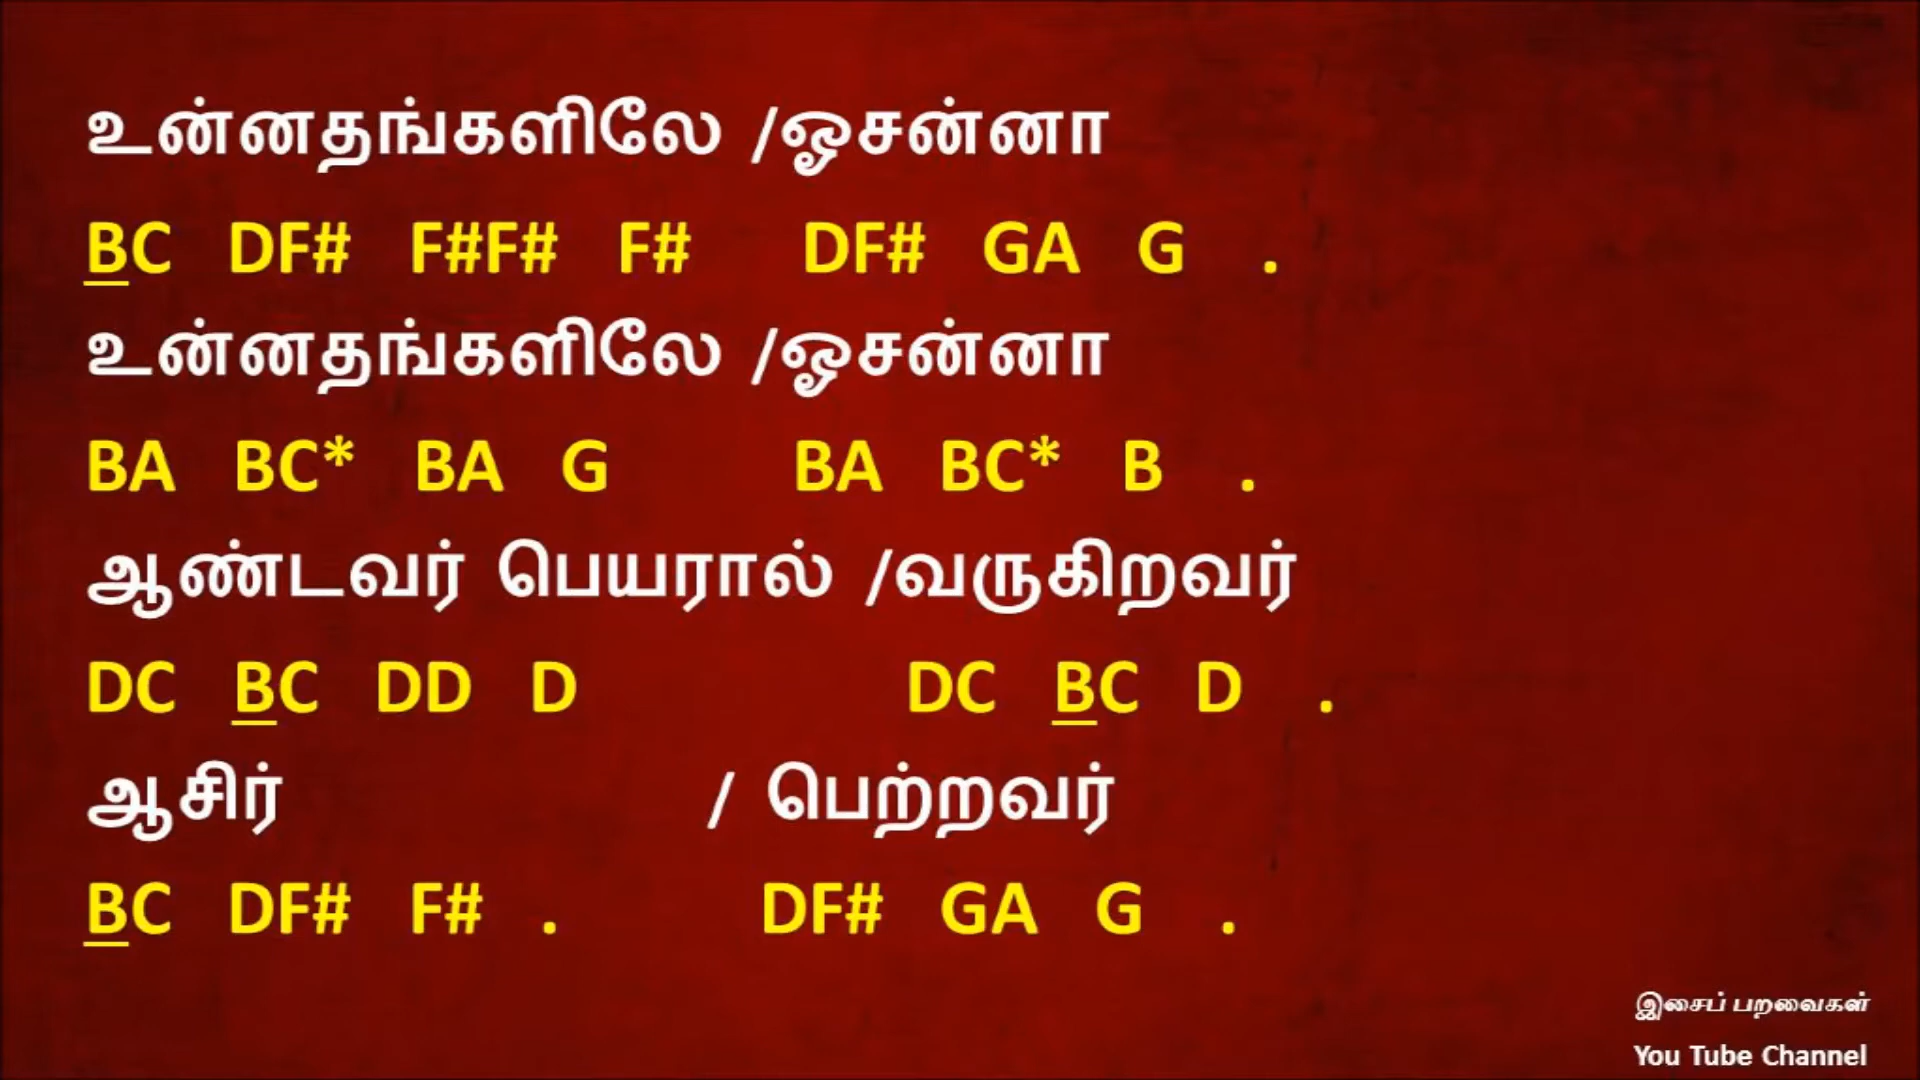 உன்னதங்களிலே /ஓசன்னா
BC DF# F#F# F# DF# GA G .
உன்னதங்களிலே /ஓசன்னா
BA BC* BA G BA BC* B .
ஆண்டவர் பெயரால் /வருகிறவர்
DC BC DD D DC BC D .
ஆசிர் / பெற்றவர்
BC DF# F# . DF# GA G .
இசைப் பறவைகள்
You Tube Channel